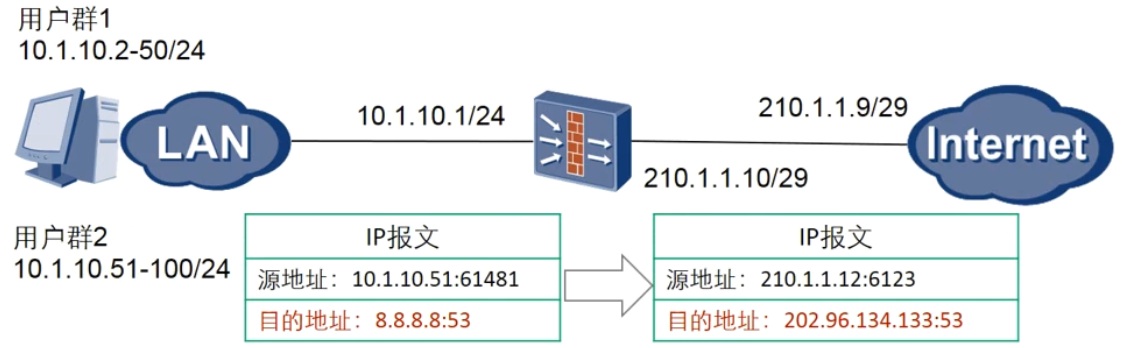 用户群1
10.1.10.2-50/24
LAN
10.1.10.1/24
210.1.1.9/29
Internet
210.1.1.10/29
用户群2
10.1.10.51-100/24
IP报文
源地址：10.1.10.51:61481
目的地址：8.8.8.8:53
IP报文
源地址：210.1.1.12:6123
目的地址：202.96.134.133:53